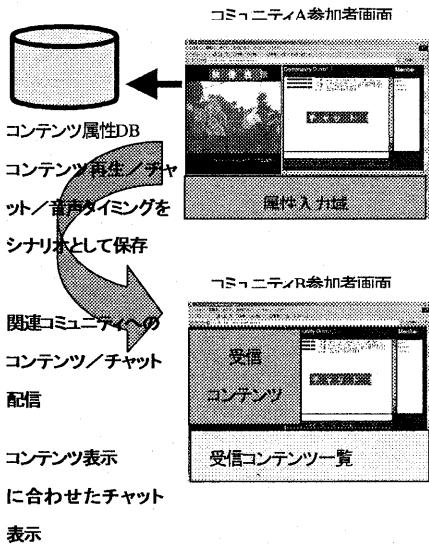 コミュニティA参加者画面
コンテンツ属性DB
コンテンツ再生／チャ
ット／音声タイミングを
シナリオとして保存
属性入力域
コミュニティB参加者画面
関連コミュニティへの
コンテンツ／チャット
配信
受信
コンテンツ
コンテンツ表示
に合わせたチャット
表示
受信コンテンツ一覧